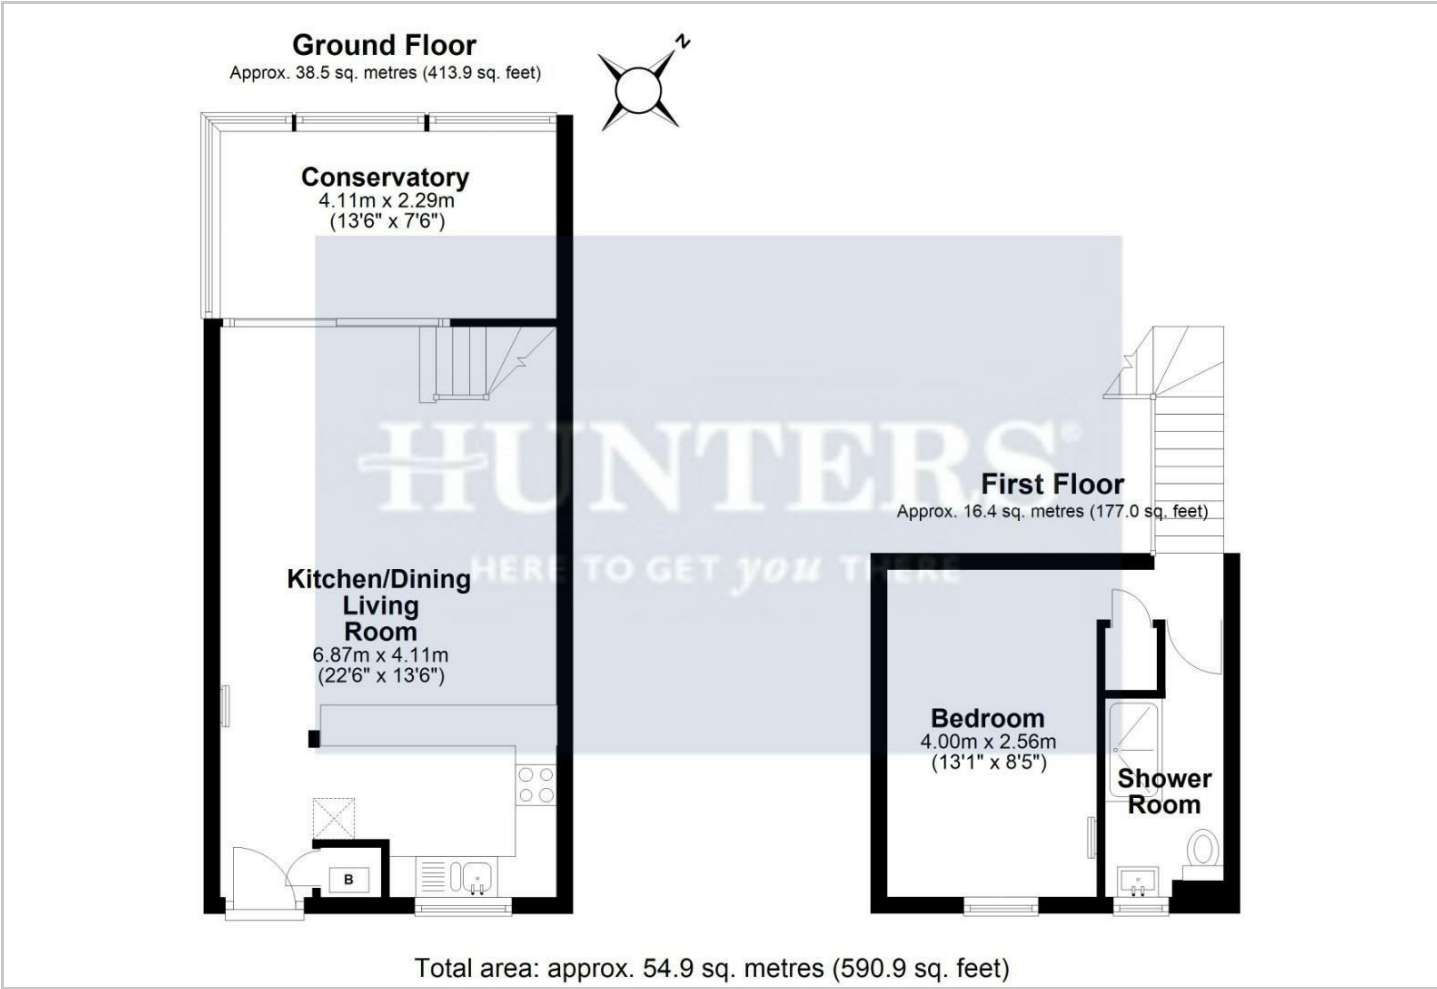 Ground Floor
Approx. 38.5 sq. metres (413.9 sq. feet)
N
Conservatory
4.11m x 2.29m
(13'6" x 7'6")
HUNTERS®
HERE TO GET you THERE
First Floor
Approx. 16.4 sq. metres (177.0 sq. feet)
Kitchen/Dining
Living
Room
6.87m x 4.11m
(22'6" x 13'6")
Bedroom
4.00m x 2.56m
(13'1" x 8'5")
Shower
Room
B
Total area: approx. 54.9 sq. metres (590.9 sq. feet)